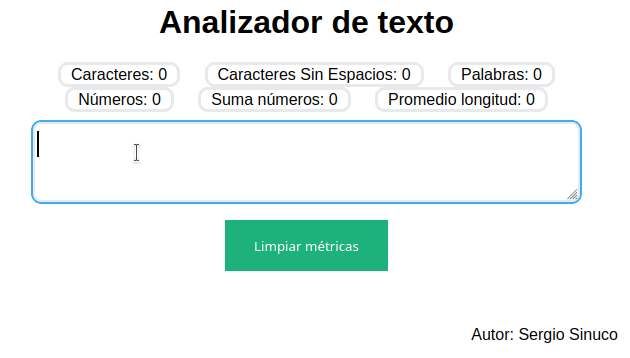 Analizador de texto
Caracteres: 0 Caracteres Sin Espacios: 0 Palabras: 0
Números: 0 Suma números: 0 Promedio longitud: 0
Limpiar métricas
Autor: Sergio Sinuco